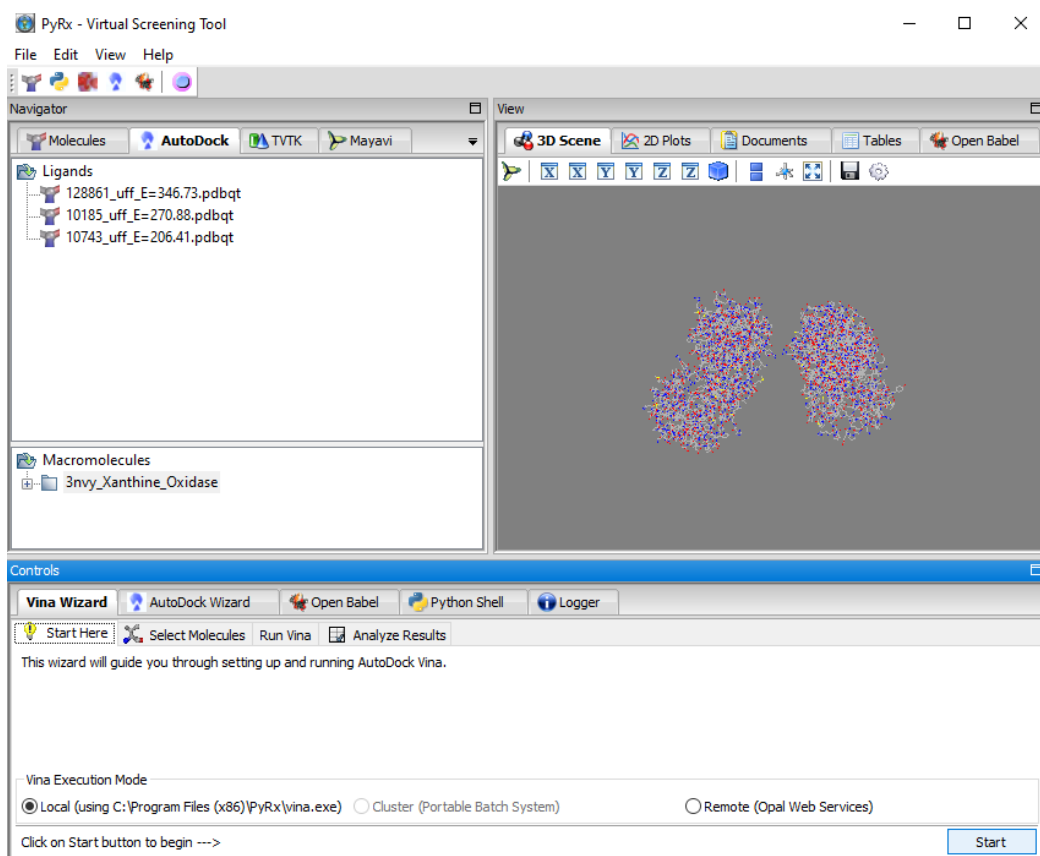 PyRx - Virtual Screening Tool
File Edit View Help
Navigator
View
Molecules AutoDock TVTK Mayavi
3D Scene 2D Plots Documents Tables Open Babel
X X Y Y Z Z
Ligands
128861_uff_E=346.73.pdbqt
10185_uff_E=270.88.pdbqt
10743_uff_E=206.41.pdbqt
Macromolecules
3nvy_Xanthine_Oxidase
Controls
Vina Wizard AutoDock Wizard Open Babel Python Shell Logger
Start Here Select Molecules Run Vina Analyze Results
This wizard will guide you through setting up and running AutoDock Vina.
Vina Execution Mode
Local (using C:\Program Files (x86)\PyRx\vina.exe) Cluster (Portable Batch System) Remote (Opal Web Services)
Click on Start button to begin --->
Start